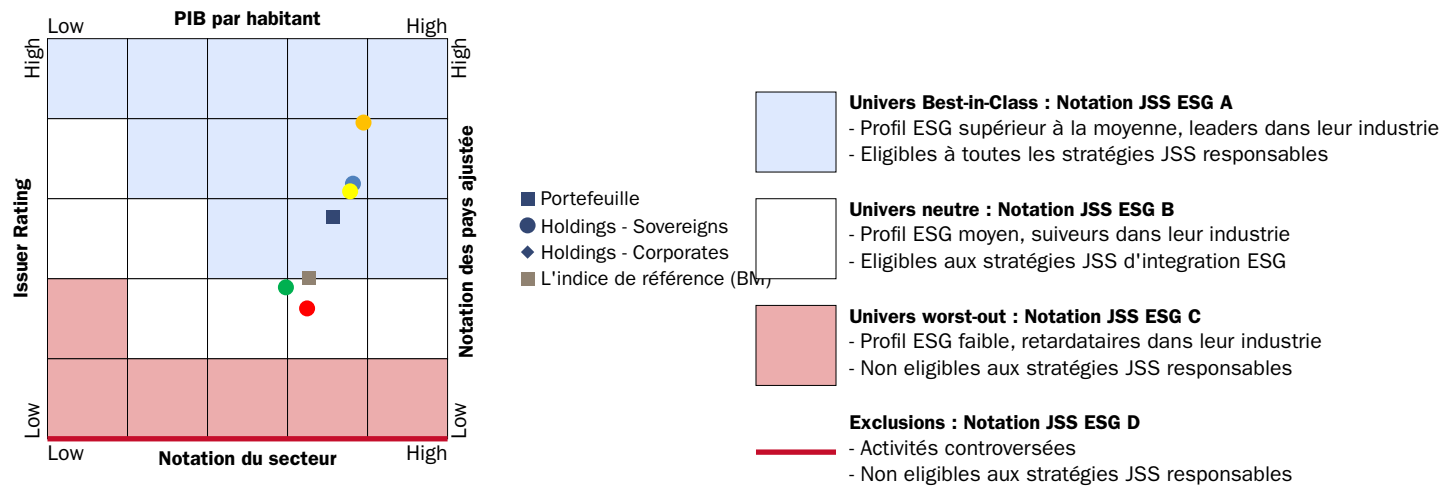 PIB par habitant
Low
High
High
High
Issuer Rating
Notation des pays ajustée
Low
Low
Low
High
Notation du secteur
Portefeuille
Holdings - Sovereigns
Holdings - Corporates
L'indice de référence (BM)
Univers Best-in-Class : Notation JSS ESG A
- Profil ESG supérieur à la moyenne, leaders dans leur industrie
- Eligibles à toutes les stratégies JSS responsables
Univers neutre : Notation JSS ESG B
- Profil ESG moyen, suiveurs dans leur industrie
- Eligibles aux stratégies JSS d'integration ESG
Univers worst-out : Notation JSS ESG C
- Profil ESG faible, retardataires dans leur industrie
- Non eligibles aux stratégies JSS responsables
Exclusions : Notation JSS ESG D
- Activités controversées
- Non eligibles aux stratégies JSS responsables